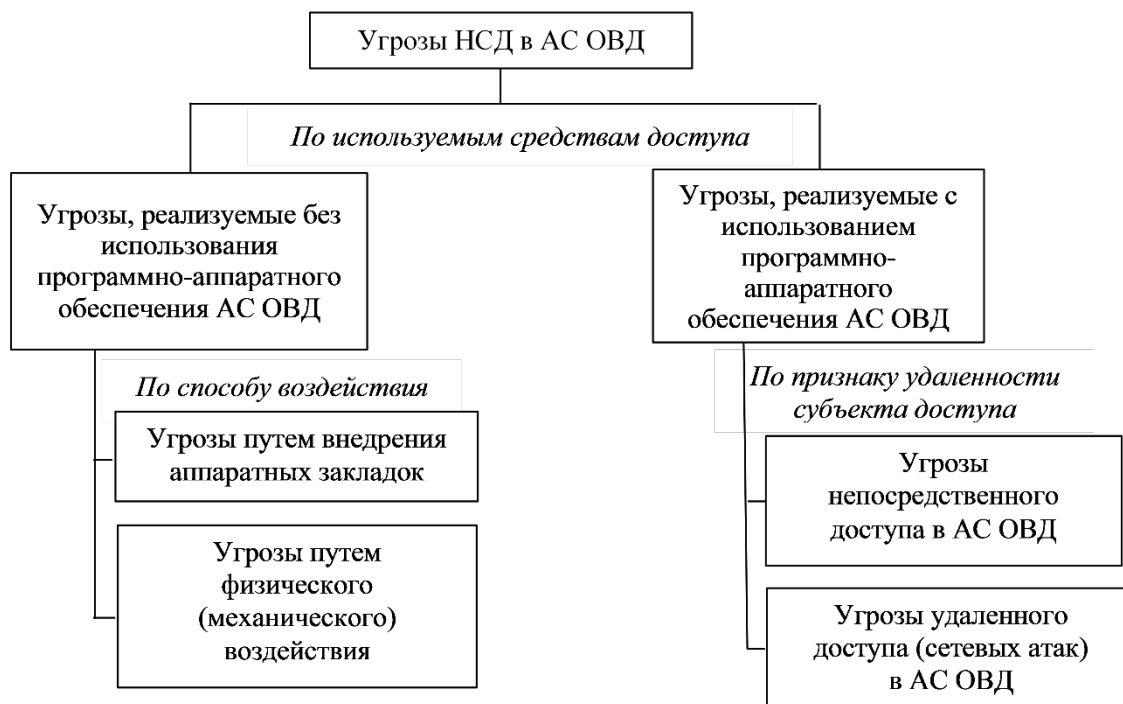 Угрозы НСД в АС ОВД
По используемым средствам доступа
Угрозы, реализуемые без
использования
программно-аппаратного
обеспечения АС ОВД
По способу воздействия
Угрозы путем внедрения
аппаратных закладок
Угрозы путем
физического
(механического)
воздействия
Угрозы, реализуемые с
использованием
программно-
аппаратного
обеспечения АС ОВД
По признаку удаленности
субъекта доступа
Угрозы
непосредственного
доступа в АС ОВД
Угрозы удаленного
доступа (сетевых атак)
в АС ОВД